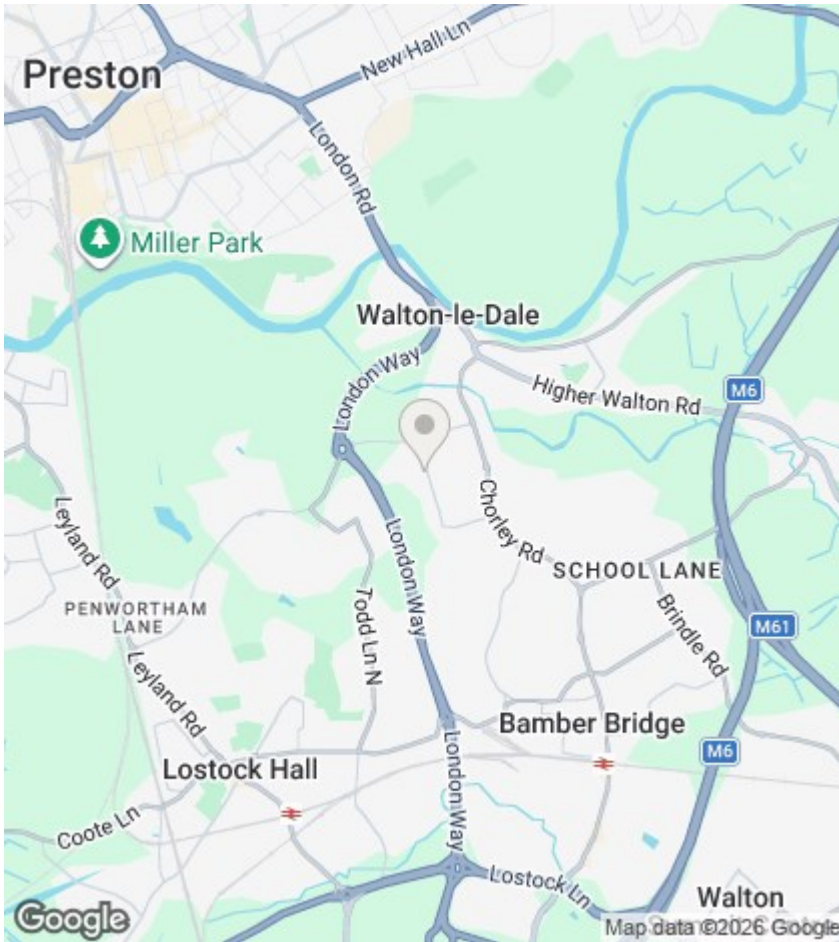 New Hall Ln
Preston
London Rd
Miller Park
Walton-le-Dale
London Way
Higher Walton Rd
M6
Leyland Rd
Chorley Rd
London Way
SCHOOL LANE
PENWORTHAM
LANE
Todd Ln N
Brindle Rd
M61
Leyland Rd
Bamber Bridge
M6
Lostock Hall
London Way
Coote Ln
Lostock Ln
Walton
Google
Map data ©2026 Google